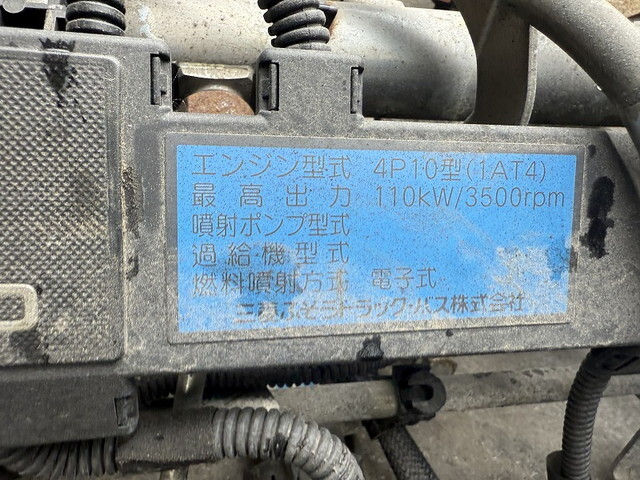 エンジン型式 4P10型(1AT4)
最高出力 110kW/3500rpm
噴射ポンプ型式
過給機型式
燃料噴射方式 電子式
三菱ふそうトラック・バス株式会社